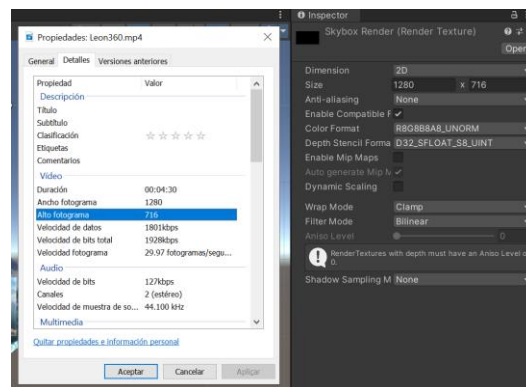 Propiedades: Leon360.mp4
General Detalles Versiones anteriores
Propiedad Valor
Descripción
Título
Subtítulo
Clasificación
Etiquetas
Comentarios
Vídeo
Duración 00:04:30
Ancho fotograma 1280
Alto fotograma 716
Velocidad de datos 1801kbps
Velocidad de bits total 1928kbps
Velocidad fotograma 29.97 fotogramas/segu...
Audio
Velocidad de bits 127kbps
Canales 2 (estéreo)
Velocidad de muestra de so... 44.100 kHz
Multimedia
Quitar propiedades e información personal
Aceptar Cancelar Aplicar
Inspector
Skybox Render (Render Texture)
Open
Dimension 2D
Size 1280 x 716
Anti-aliasing None
Enable Compatible F
Color Format R8G8B8A8_UNORM
Depth Stencil Forma D32_SFLOAT_S8_UINT
Enable Mip Maps
Auto generate Mip M
Dynamic Scaling
Wrap Mode Clamp
Filter Mode Bilinear
Aniso Level 0
RenderTextures with depth must have an Aniso Level o
0.
Shadow Sampling M None